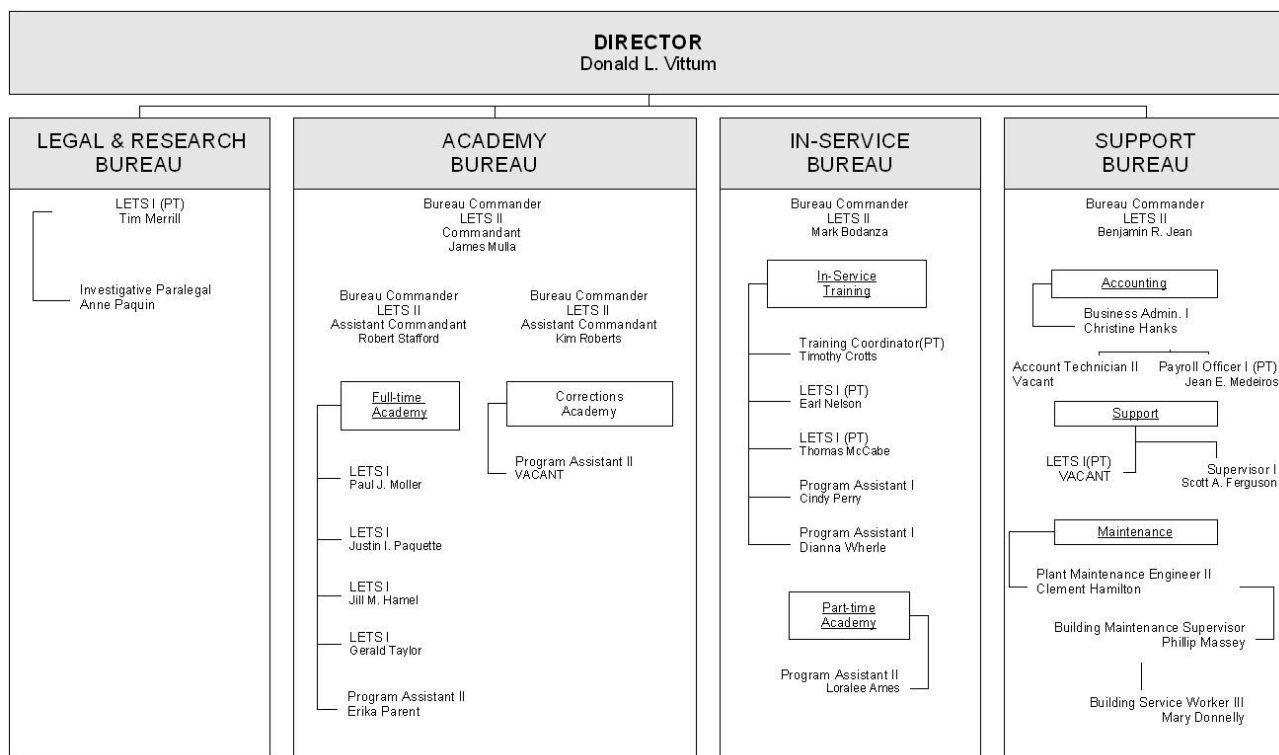 DIRECTOR
Donald L. Vittum
LEGAL & RESEARCH
BUREAU
LETS I (PT)
Tim Merrill
Investigative Paralegal
Anne Paquin
ACADEMY
BUREAU
Bureau Commander
LETS II
Commandant
James Mulla
Bureau Commander
LETS II
Assistant Commandant
Robert Stafford
Bureau Commander
LETS II
Assistant Commandant
Kim Roberts
Full-time
Academy
LETS I
Paul J. Moller
LETS I
Justin I. Paquette
LETS I
Jill M. Hamel
LETS I
Gerald Taylor
Program Assistant II
Erika Parent
Corrections
Academy
Program Assistant II
VACANT
IN-SERVICE
BUREAU
Bureau Commander
LETS II
Mark Bodanza
In-Service
Training
Training Coordinator(PT)
Timothy Crotts
LETS I (PT)
Earl Nelson
LETS I (PT)
Thomas McCabe
Program Assistant I
Cindy Perry
Program Assistant I
Dianna Wherle
Part-time
Academy
Program Assistant II
Loralee Ames
SUPPORT
BUREAU
Bureau Commander
LETS II
Benjamin R. Jean
Accounting
Business Admin. I
Christine Hanks
Account Technician II
Vacant
Payroll Officer I (PT)
Jean E. Medeiros
Support
LETS I(PT)
VACANT
Supervisor I
Scott A. Ferguson
Maintenance
Plant Maintenance Engineer II
Clement Hamilton
Building Maintenance Supervisor
Phillip Massey
Building Service Worker III
Mary Donnelly